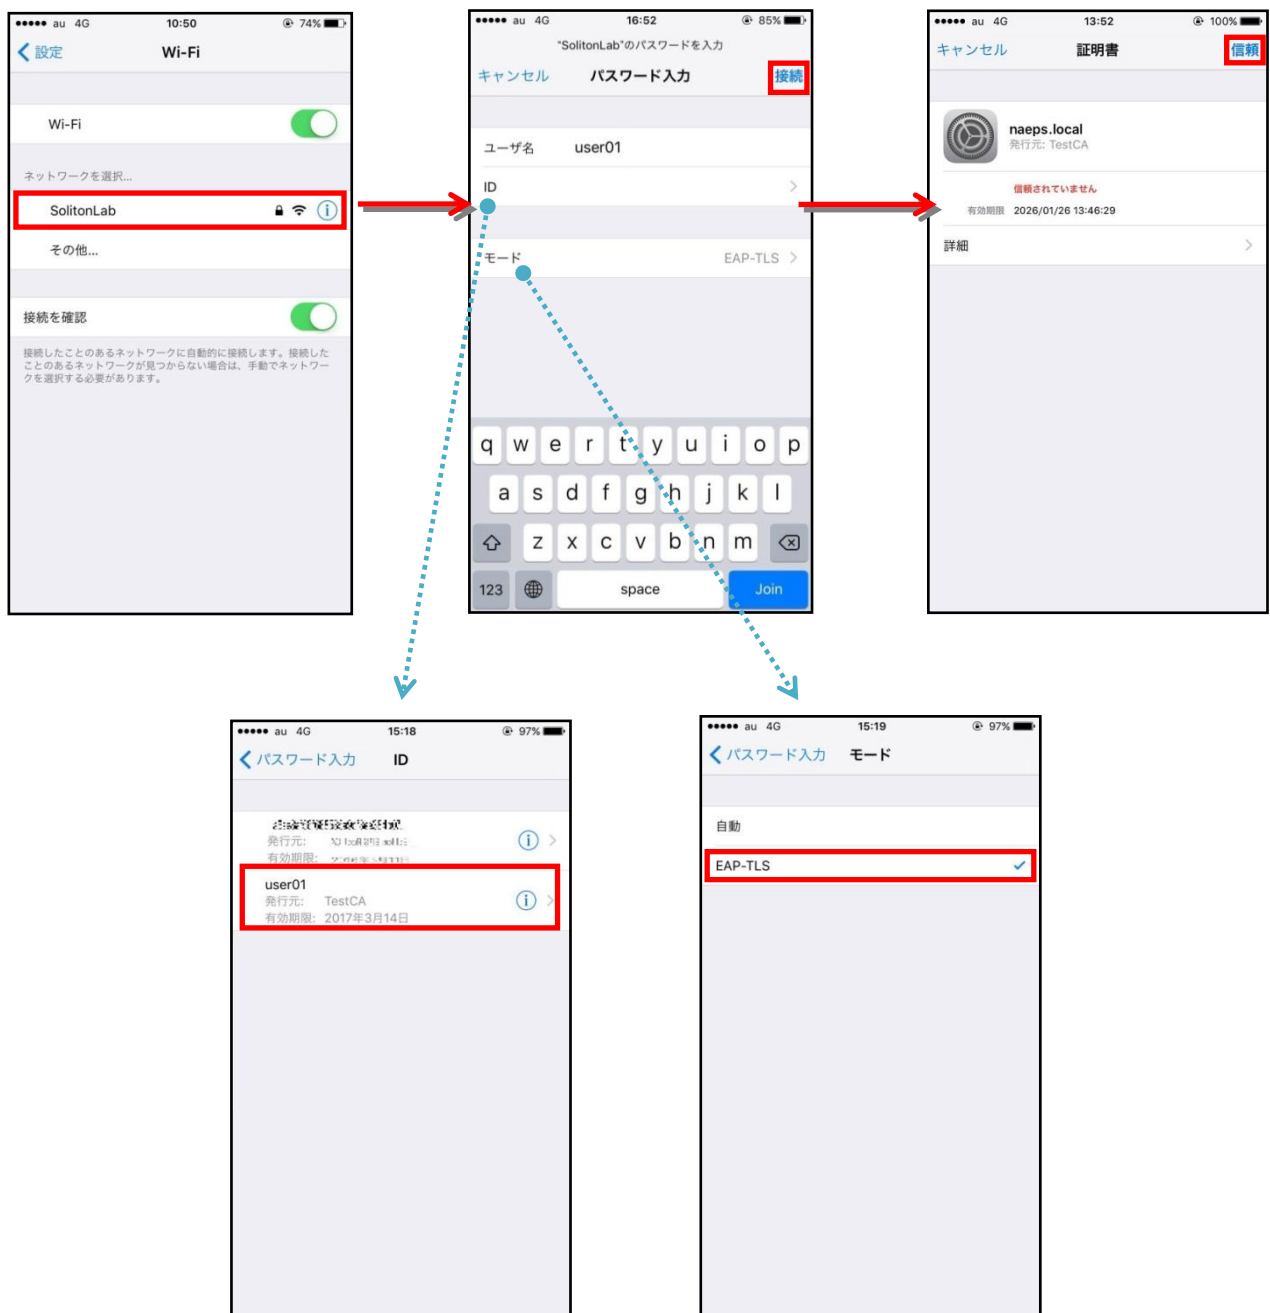 au 4G 10:50 74%
設定 Wi-Fi
Wi-Fi
ネットワークを選択...
SolitonLab
その他...
接続を確認
接続したことのあるネットワークに自動的に接続します。接続した
ことのあるネットワークが見つからない場合は、手動でネットワー
クを選択する必要があります。
au 4G 16:52 85%
"SolitonLab"のパスワードを入力
キャンセル パスワード入力 接続
ユーザ名 user01
ID
モード EAP-TLS
q w e r t y u i o p
a s d f g h j k l
z x c v b n m
123 space Join
au 4G 13:52 100%
キャンセル 証明書 信頼
naeps.local
発行元: TestCA
信頼されていません
有効期限 2026/01/26 13:46:29
詳細
au 4G 15:18 97%
パスワード入力 ID
発行元:
有効期限:
user01
発行元: TestCA
有効期限: 2017年3月14日
au 4G 15:19 97%
パスワード入力 モード
自動
EAP-TLS